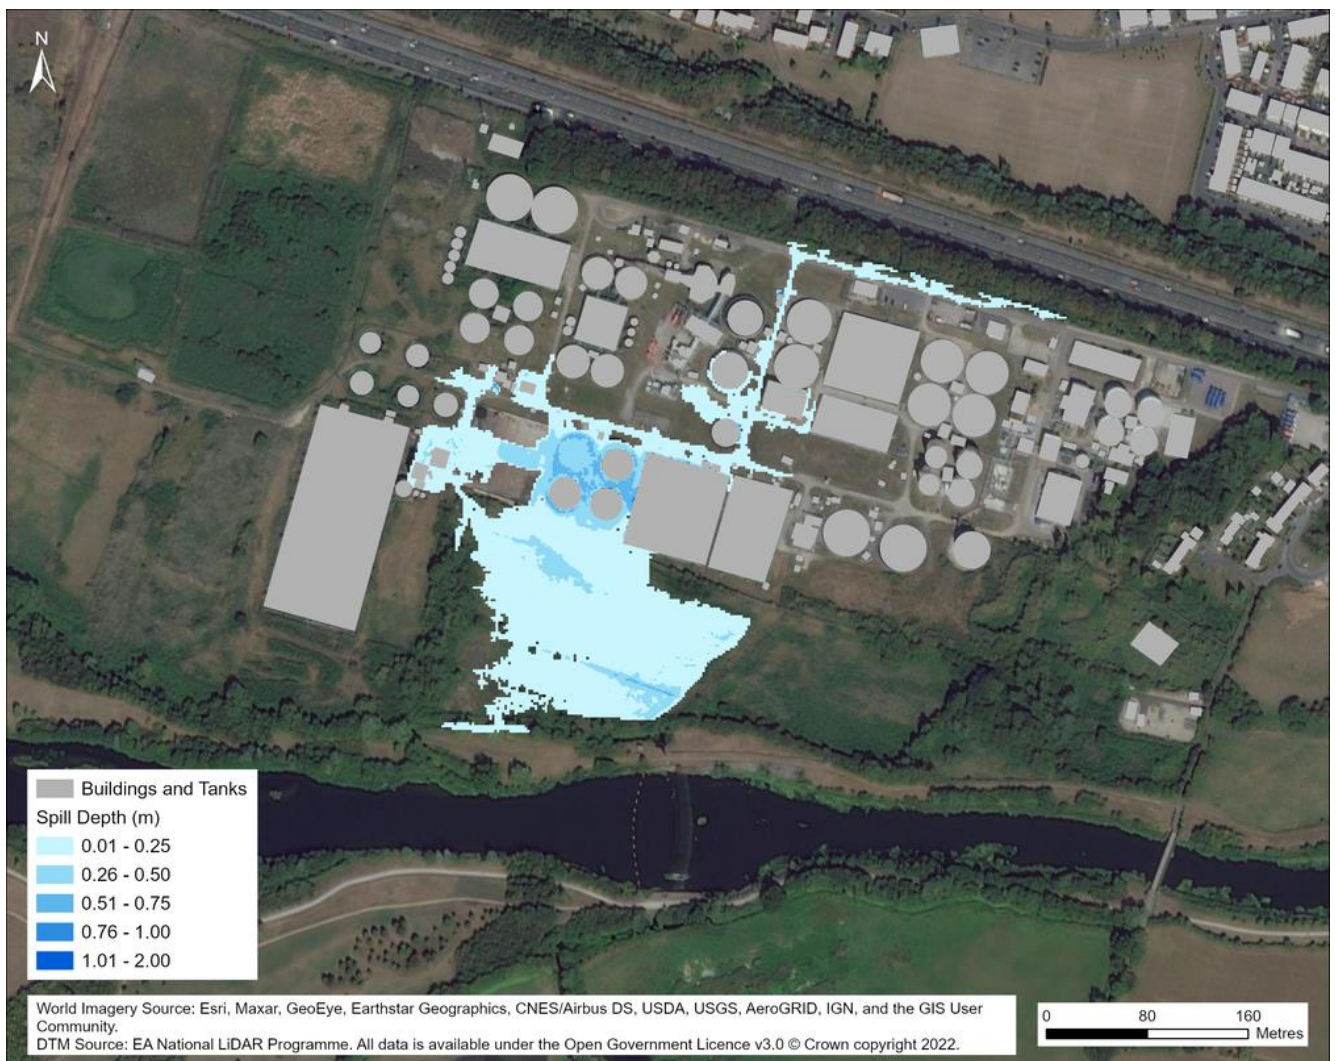 N
Buildings and Tanks
Spill Depth (m)
0.01 - 0.25
0.26 - 0.50
0.51 - 0.75
0.76 - 1.00
1.01 - 2.00
World Imagery Source: Esri, Maxar, GeoEye, Earthstar Geographics, CNES/Airbus DS, USDA, USGS, AeroGRID, IGN, and the GIS User
Community.
DTM Source: EA National LiDAR Programme. All data is available under the Open Government Licence v3.0 © Crown copyright 2022.
0 80 160
Metres